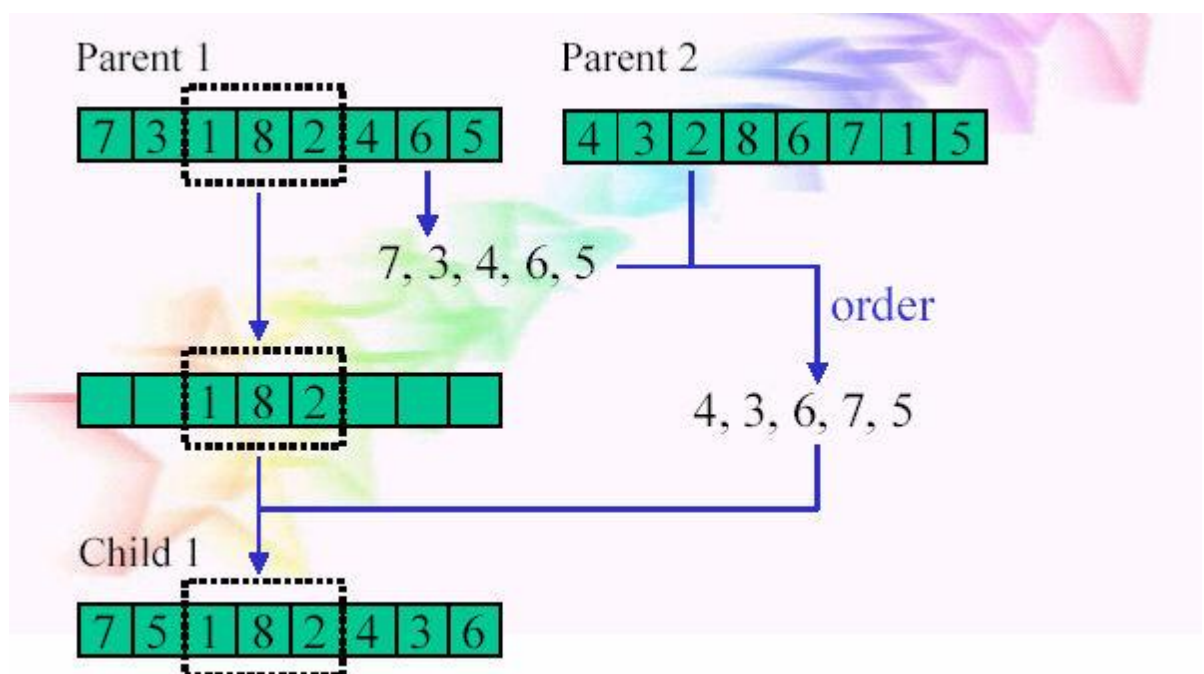 Parent 1
Parent 2
7 3 1 8 2 4 6 5
4 3 2 8 6 7 1 5
7, 3, 4, 6, 5
order
1 8 2
4, 3, 6, 7, 5
Child 1
7 5 1 8 2 4 3 6